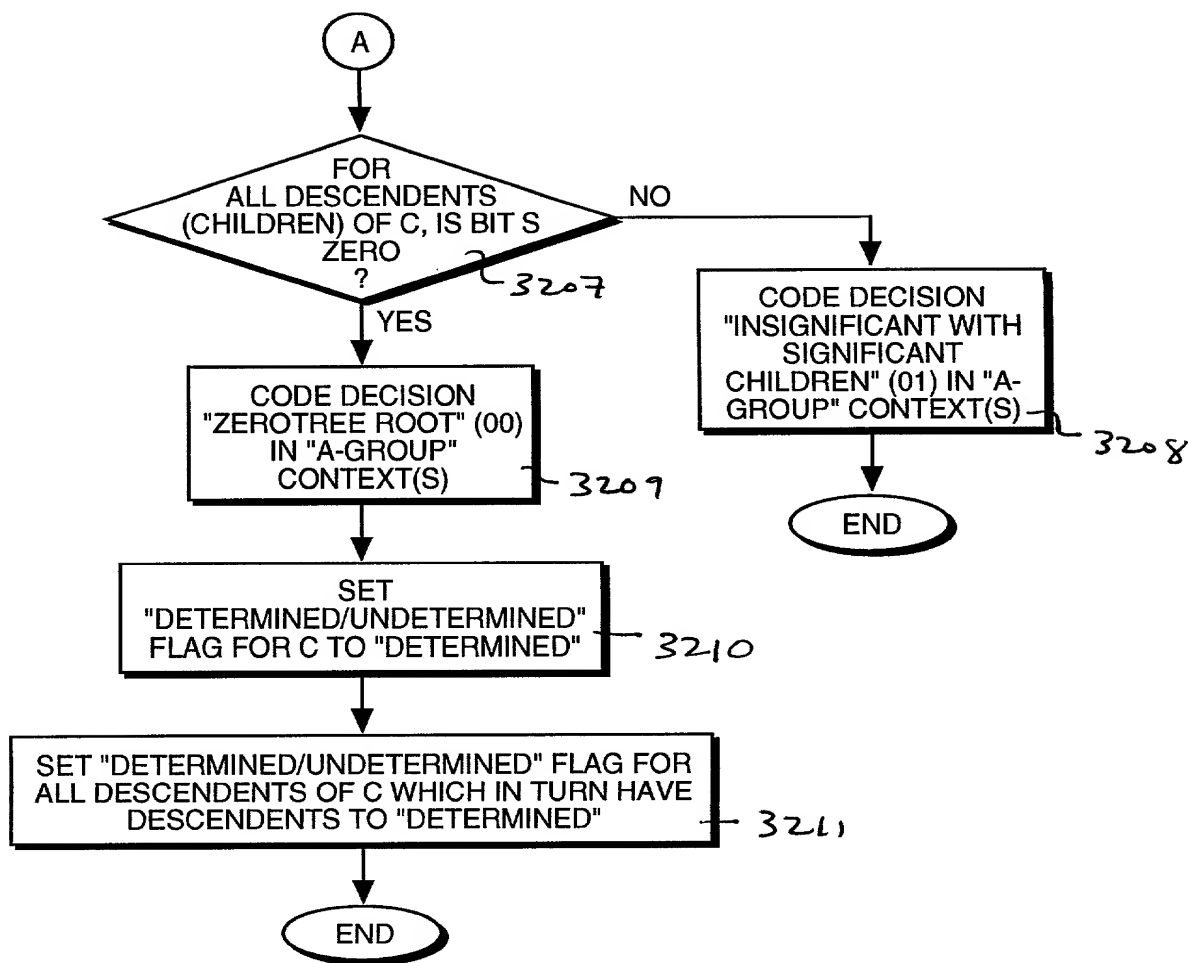 A
FOR
ALL DESCENDENTS
(CHILDREN) OF C, IS BIT S
ZERO
?
3207
NO
YES
CODE DECISION
"INSIGNIFICANT WITH
SIGNIFICANT
CHILDREN" (01) IN "A-
GROUP" CONTEXT(S)
3208
END
CODE DECISION
"ZEROTREE ROOT" (00)
IN "A-GROUP"
CONTEXT(S)
3209
SET
"DETERMINED/UNDETERMINED"
FLAG FOR C TO "DETERMINED"
3210
SET "DETERMINED/UNDETERMINED" FLAG FOR
ALL DESCENDENTS OF C WHICH IN TURN HAVE
DESCENDENTS TO "DETERMINED"
3211
END